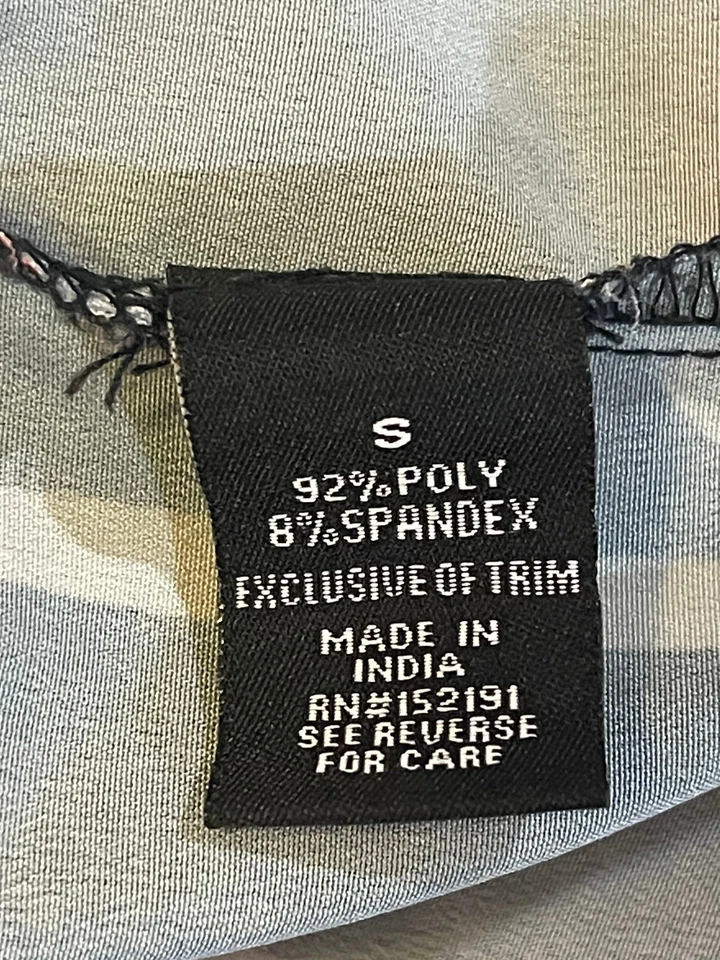 S
92%POLY
8%SPANDEX
EXCLUSIVE OF TRIM
MADE IN
INDIA
RN#152191
SEE REVERSE
FOR CARE